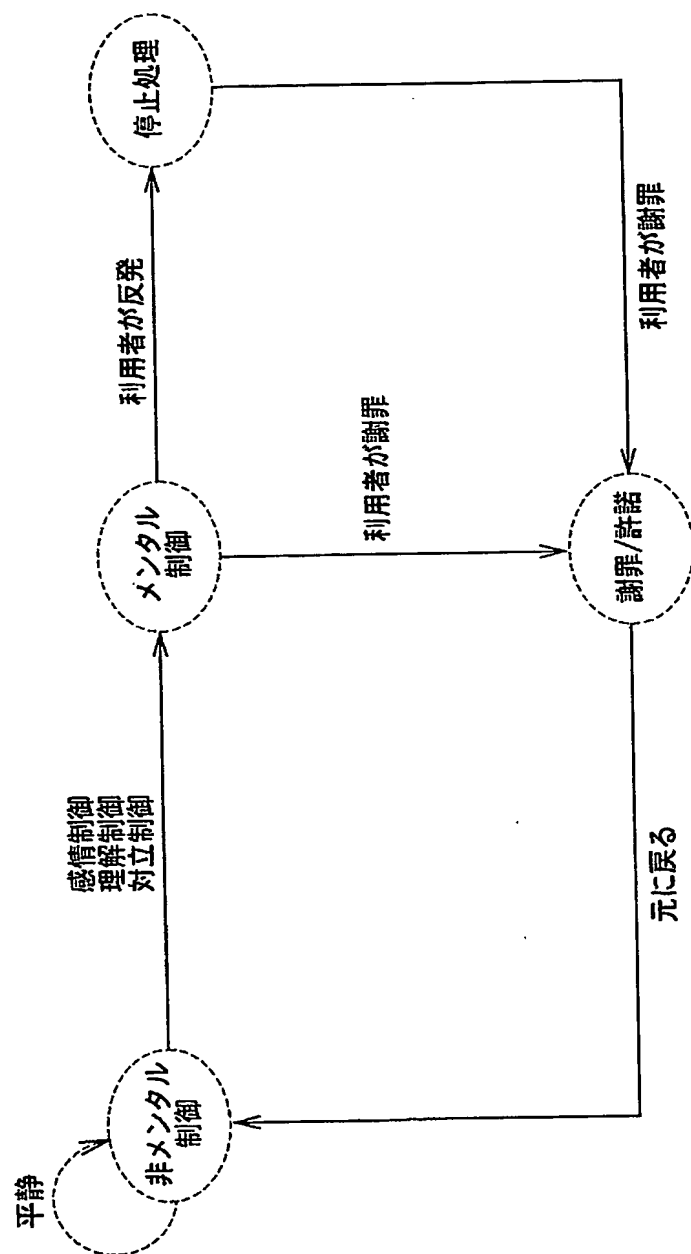 平静
非メンタル
制御
感情制御
理解制御
対立制御
メンタル
制御
利用者が反発
停止処理
利用者が謝罪
利用者が謝罪
謝罪/許諾
元に戻る